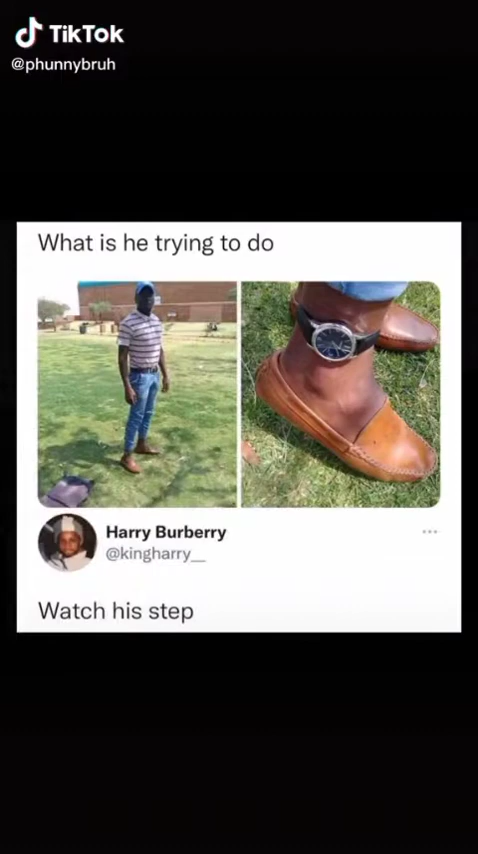 TikTok
@phunnybruh
What is he trying to do
Harry Burberry
@kingharry__
Watch his step